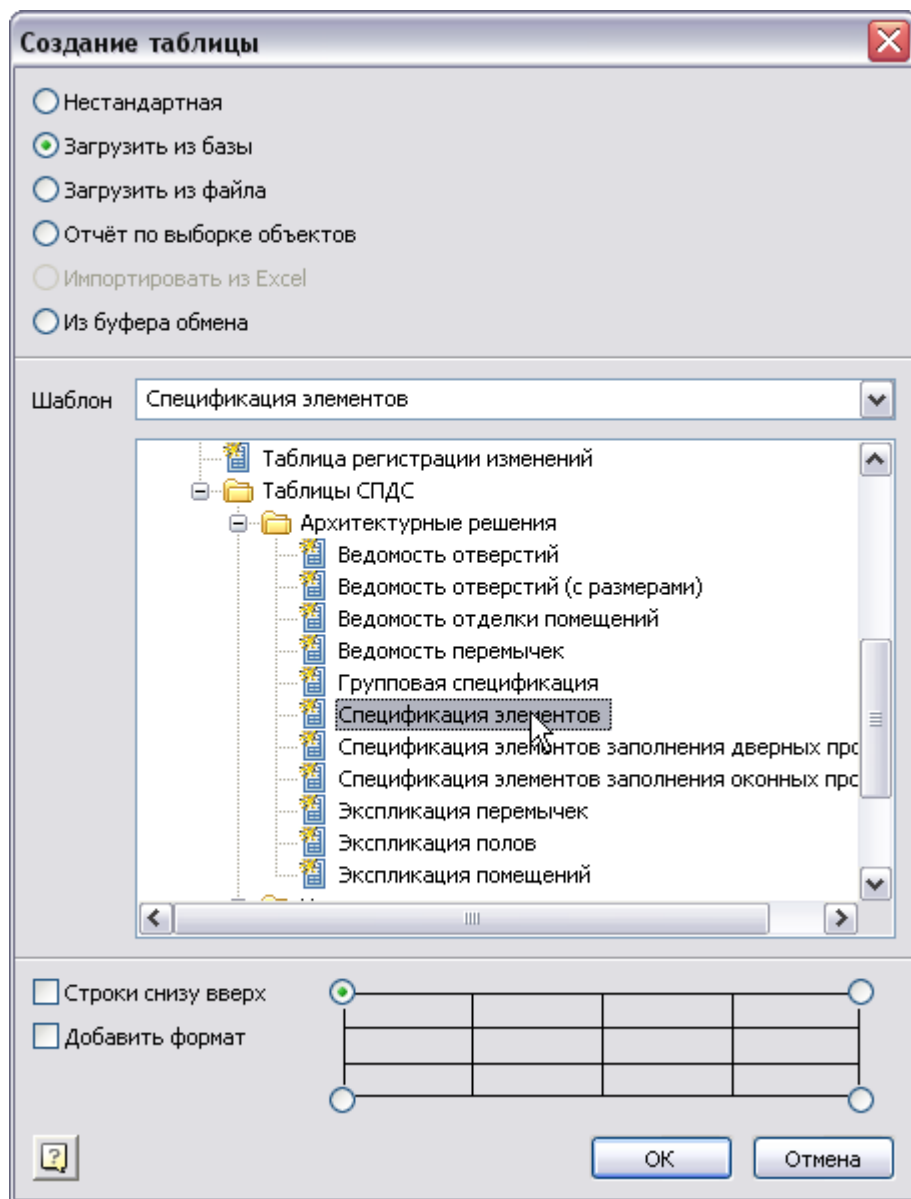 Создание таблицы
Нестандартная
Загрузить из базы
Загрузить из файла
Отчёт по выборке объектов
Импортировать из Excel
Из буфера обмена
Шаблон Спецификация элементов
Таблица регистрации изменений
Таблицы СПДС
Архитектурные решения
Ведомость отверстий
Ведомость отверстий (с размерами)
Ведомость отделки помещений
Ведомость перемычек
Групповая спецификация
Спецификация элементов
Спецификация элементов заполнения дверных про
Спецификация элементов заполнения оконных прс
Экспликация перемычек
Экспликация полов
Экспликация помещений
Строки снизу вверх
Добавить формат
ОК Отмена